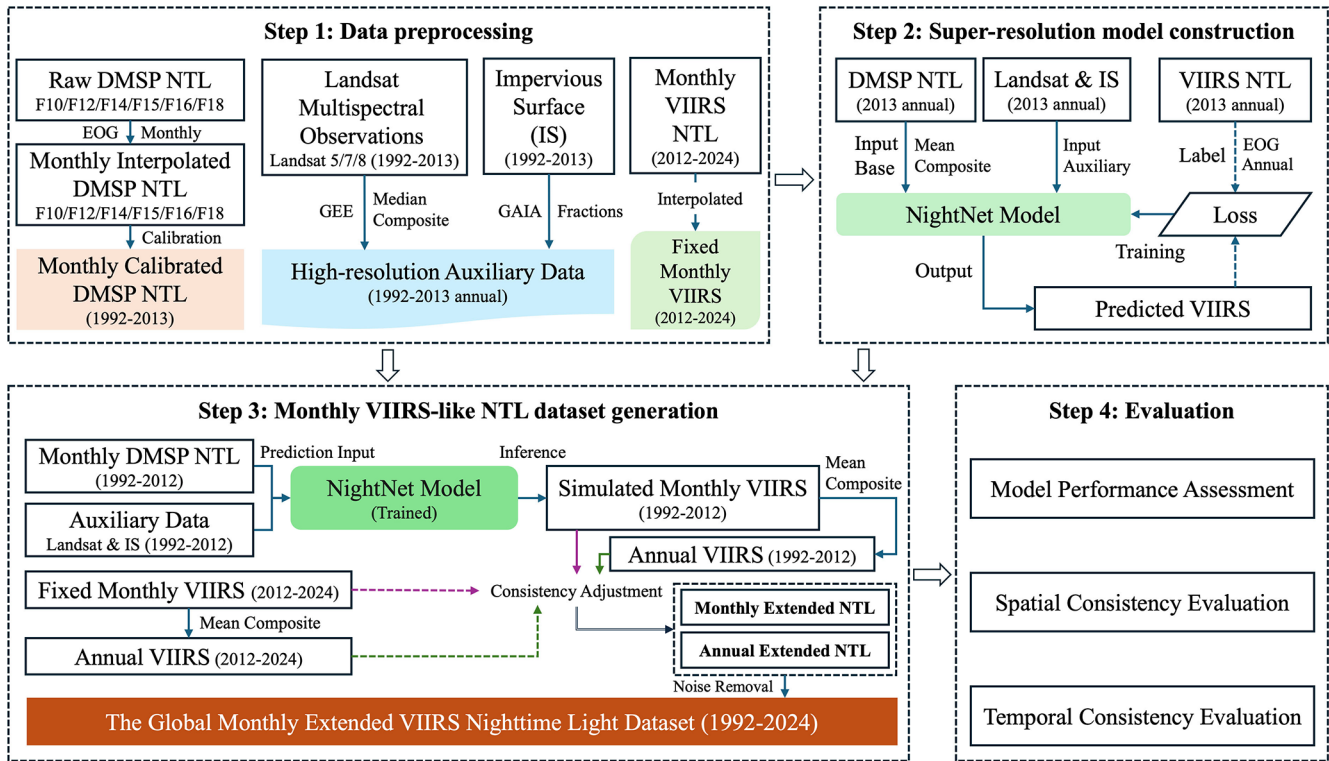 Step 1: Data preprocessing
Raw DMSP NTL
F10/F12/F14/F15/F16/F18
EOG
Monthly
Monthly Interpolated
DMSP NTL
F10/F12/F14/F15/F16/F18
Calibration
Monthly Calibrated
DMSP NTL
(1992-2013)
Landsat
Multispectral
Observations
Landsat 5/7/8 (1992-2013)
GEE
Median
Composite
Impervious
Surface
(IS)
(1992-2013)
GAIA
Fractions
High-resolution Auxiliary Data
(1992-2013 annual)
Monthly
VIIRS
NTL
(2012-2024)
Interpolated
Fixed
Monthly
VIIRS
(2012-2024)
Step 2: Super-resolution model construction
DMSP NTL
(2013 annual)
Landsat & IS
(2013 annual)
VIIRS NTL
(2013 annual)
Input
Base
Mean
Composite
Input
Auxiliary
Label
EOG
Annual
NightNet Model
Loss
Training
Output
Predicted VIIRS
Step 3: Monthly VIIRS-like NTL dataset generation
Monthly DMSP NTL
(1992-2012)
Auxiliary Data
Landsat & IS (1992-2012)
Prediction Input
NightNet Model
(Trained)
Inference
Simulated Monthly VIIRS
(1992-2012)
Mean
Composite
Annual VIIRS (1992-2012)
Fixed Monthly VIIRS (2012-2024)
Mean Composite
Annual VIIRS (2012-2024)
Consistency Adjustment
Monthly Extended NTL
Annual Extended NTL
Noise Removal
The Global Monthly Extended VIIRS Nighttime Light Dataset (1992-2024)
Step 4: Evaluation
Model Performance Assessment
Spatial Consistency Evaluation
Temporal Consistency Evaluation